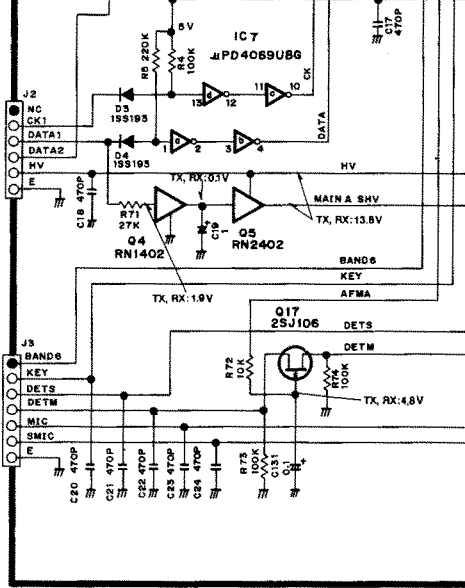 C17
470P
5V
IC7
μPD4069UBG
R5 220K
R4
100K
CK
DATA
J2
NC
CK1
DATA1
DATA2
HV
E
D3
1SS193
13
d
12
11
10
D4
1SS193
1
a
2
3
b
4
HV
TX, RX:0.1V
C18 470P
R71
27K
Q4
RN1402
C19
1
+
Q5
RN2402
MAIN A SHV
TX, RX:13.8V
TX, RX:1.9V
BAND6
KEY
AFMA
Q17
2SJ106
DETS
DETM
J3
BAND6
KEY
DETS
DETM
MIC
SMIC
E
R72
10K
R74
100K
TX, RX:4.8V
C20 470P
C21 470P
C22 470P
C23 470P
C24 470P
R73
100K
C131
0.1
+